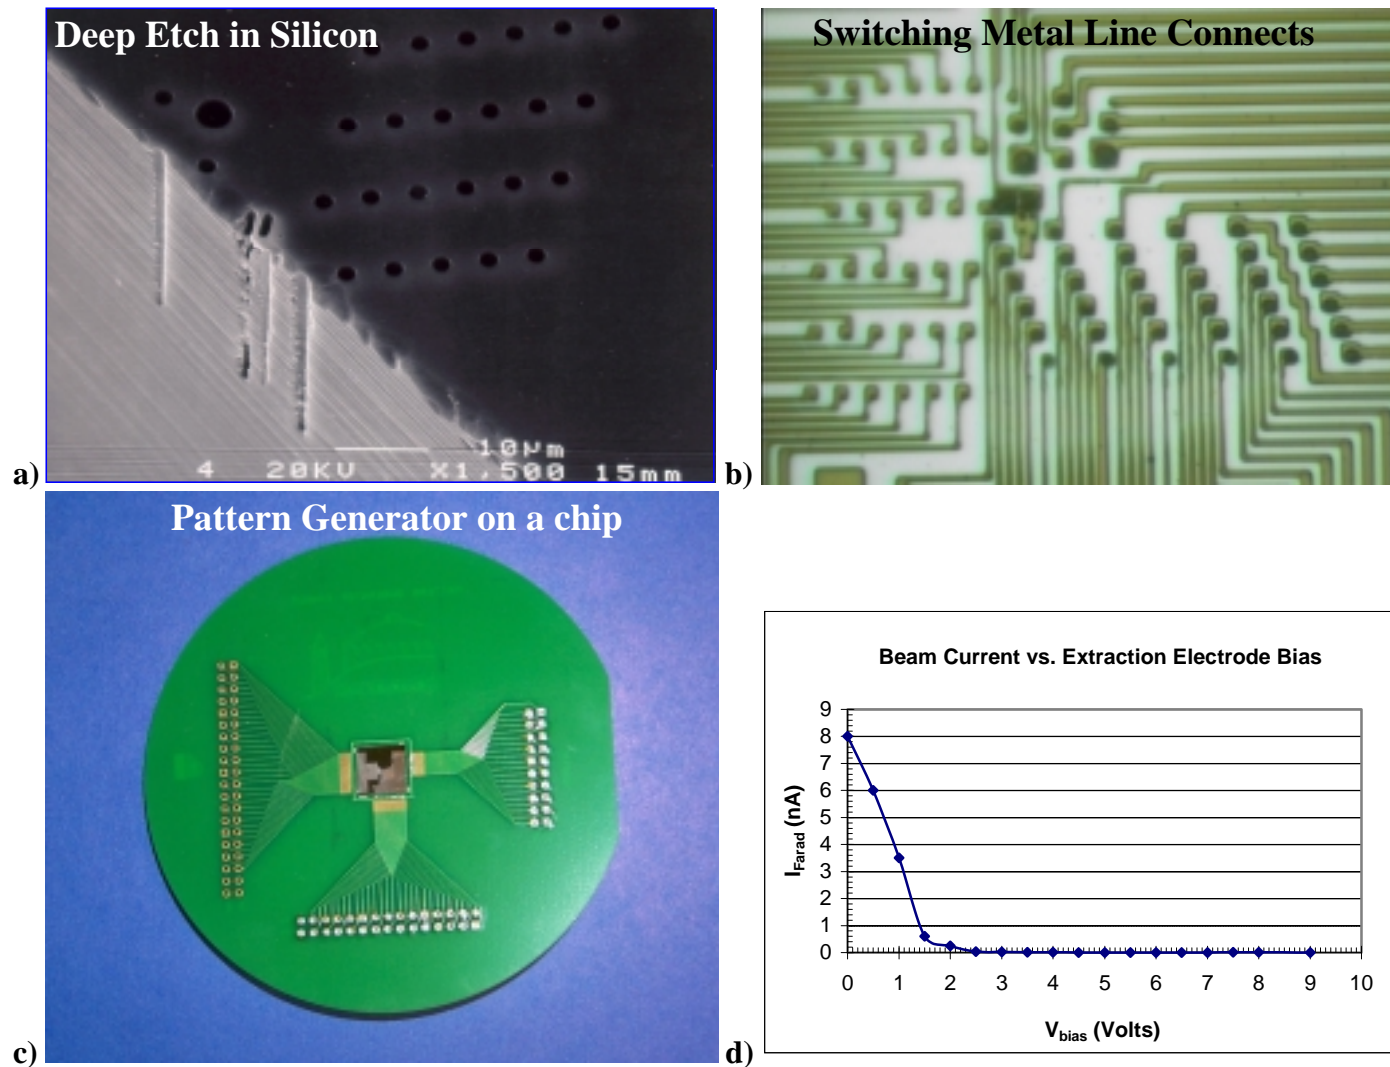 Deep Etch in Silicon
10µm
4 20KV X1,500 15mm
a)
Switching Metal Line Connects
b)
Pattern Generator on a chip
c)
Beam Current vs. Extraction Electrode Bias
I_Farad (nA)
9
8
7
6
5
4
3
2
1
0
0 1 2 3 4 5 6 7 8 9 10
V_bias (Volts)
d)